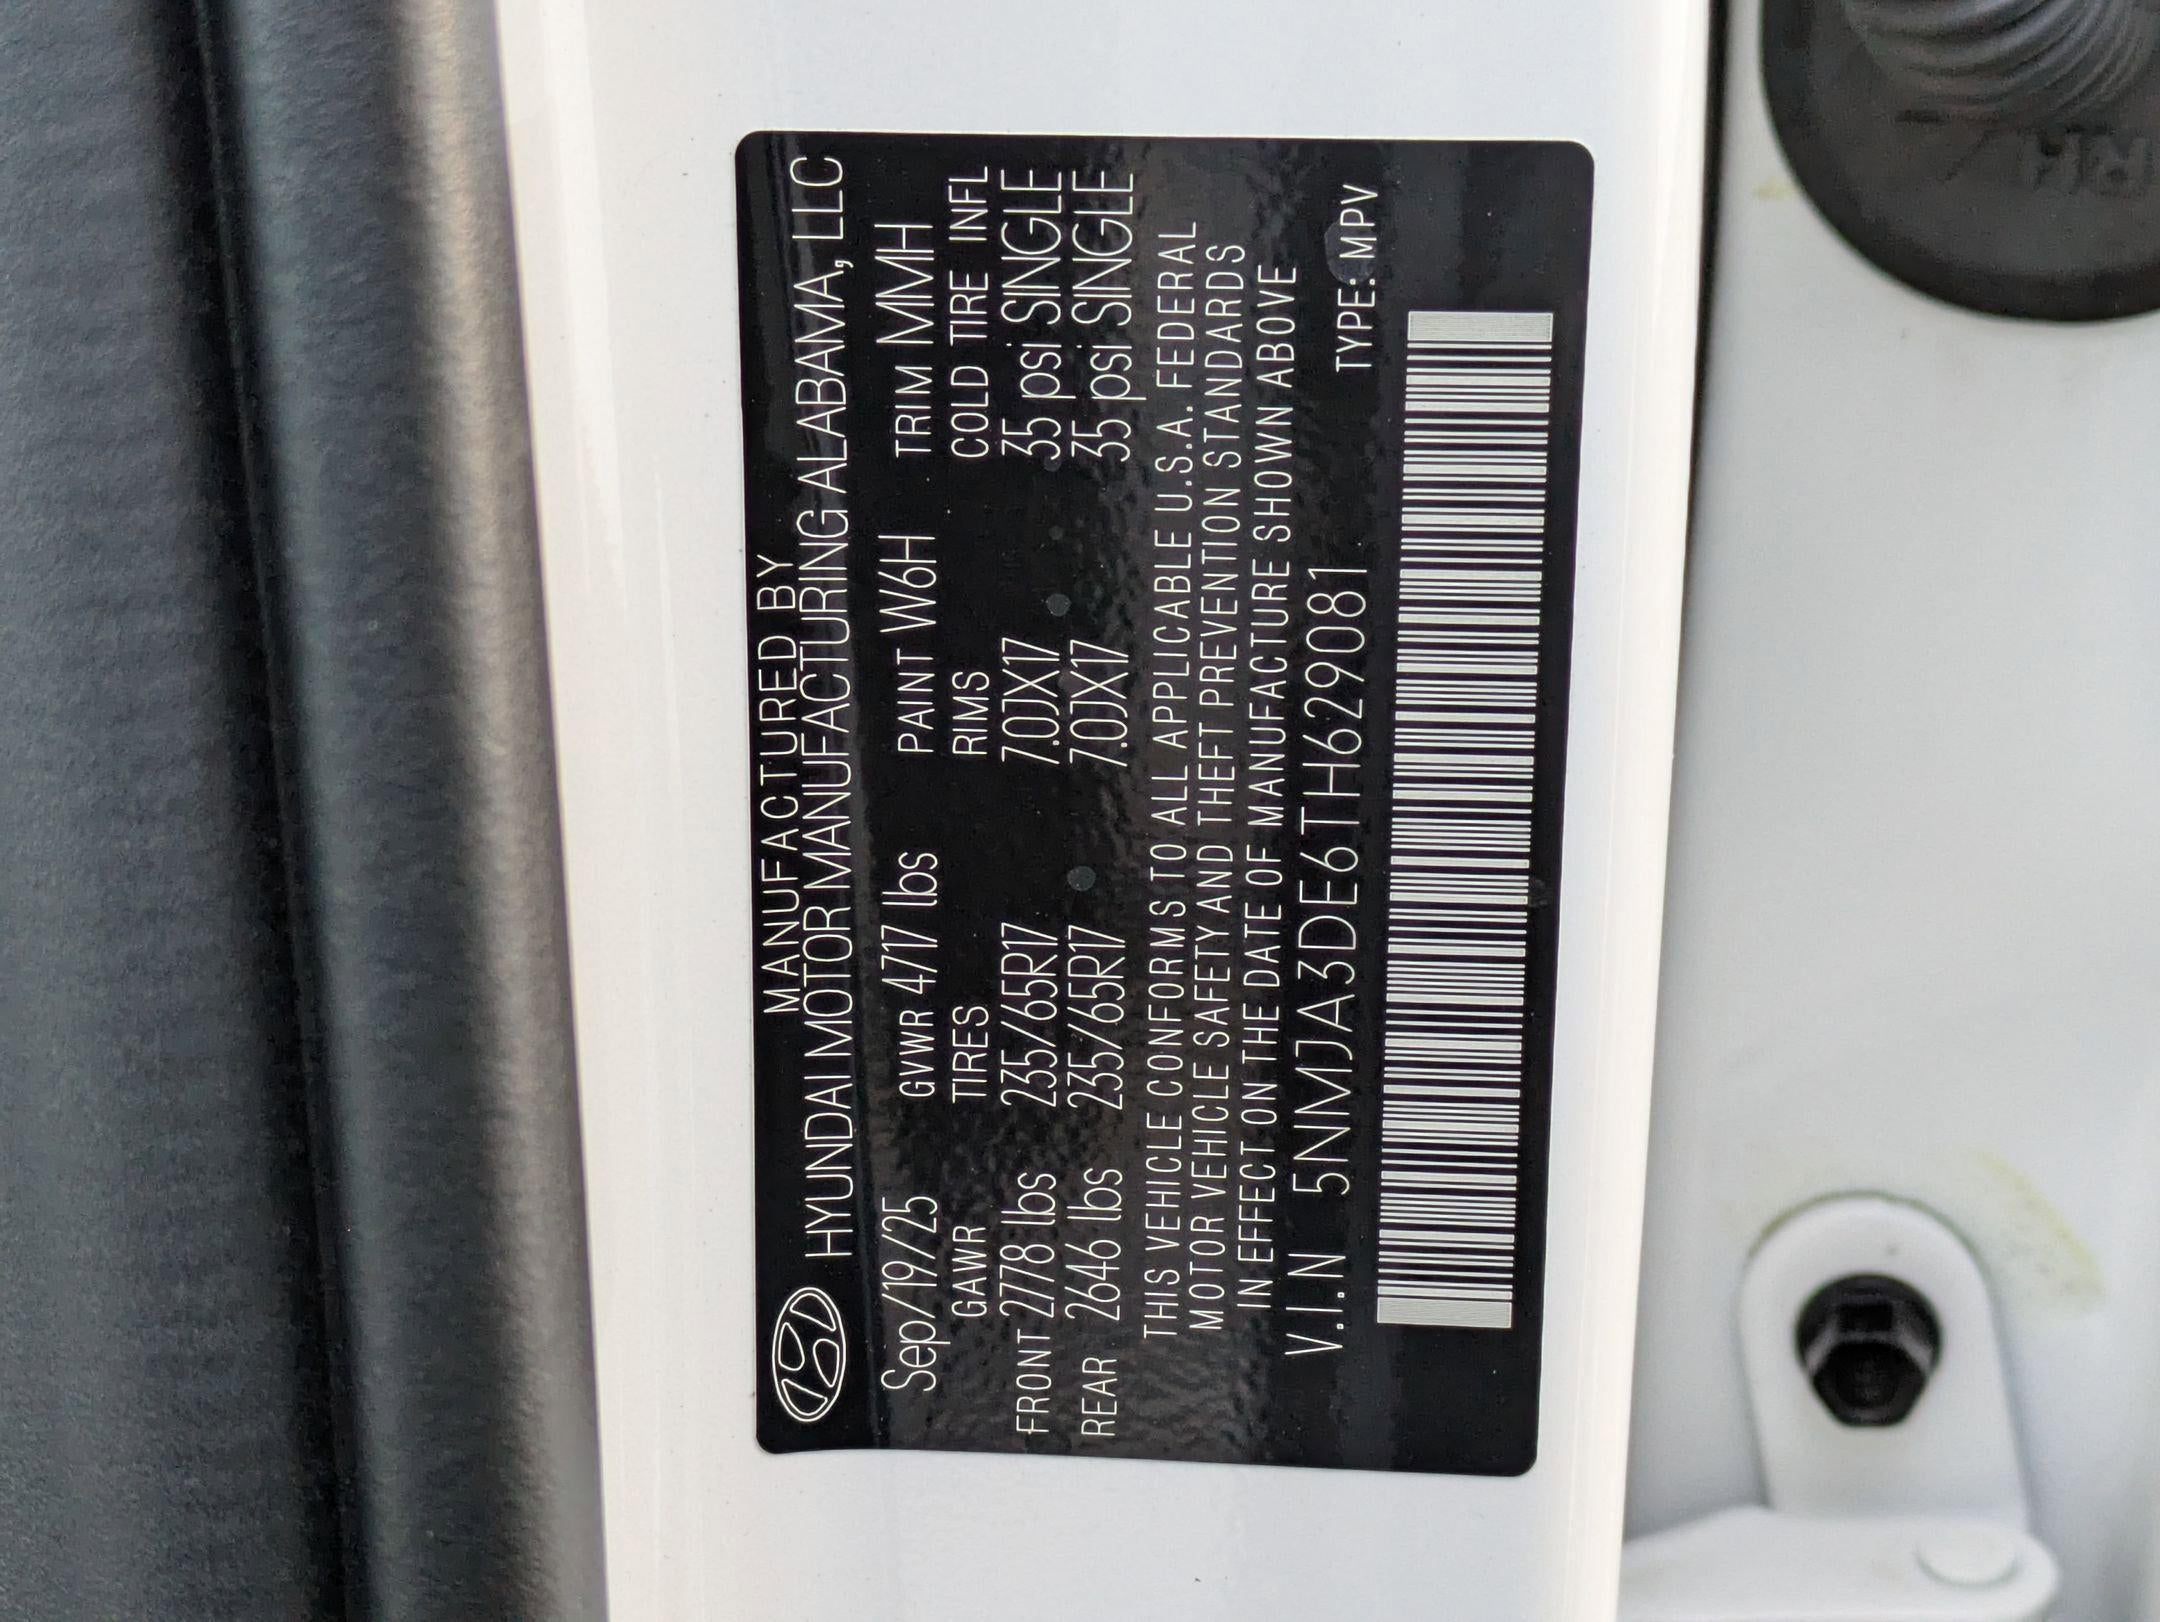 MANUFACTURED BY
HYUNDAI MOTOR MANUFACTURING ALABAMA, LLC
Sep/19/25 GVWR 4717 lbs PAINT W6H TRIM MMH
GAWR TIRES RIMS COLD TIRE INFL
FRONT 2778 lbs 235/65R17 7.0JX17 35 psi SINGLE
REAR 2646 lbs 235/65R17 7.0JX17 35 psi SINGLE
THIS VEHICLE CONFORMS TO ALL APPLICABLE U.S.A. FEDERAL
MOTOR VEHICLE SAFETY AND THEFT PREVENTION STANDARDS
IN EFFECT ON THE DATE OF MANUFACTURE SHOWN ABOVE
V.I.N 5NMJA3DE6TH629081 TYPE: MPV
RH